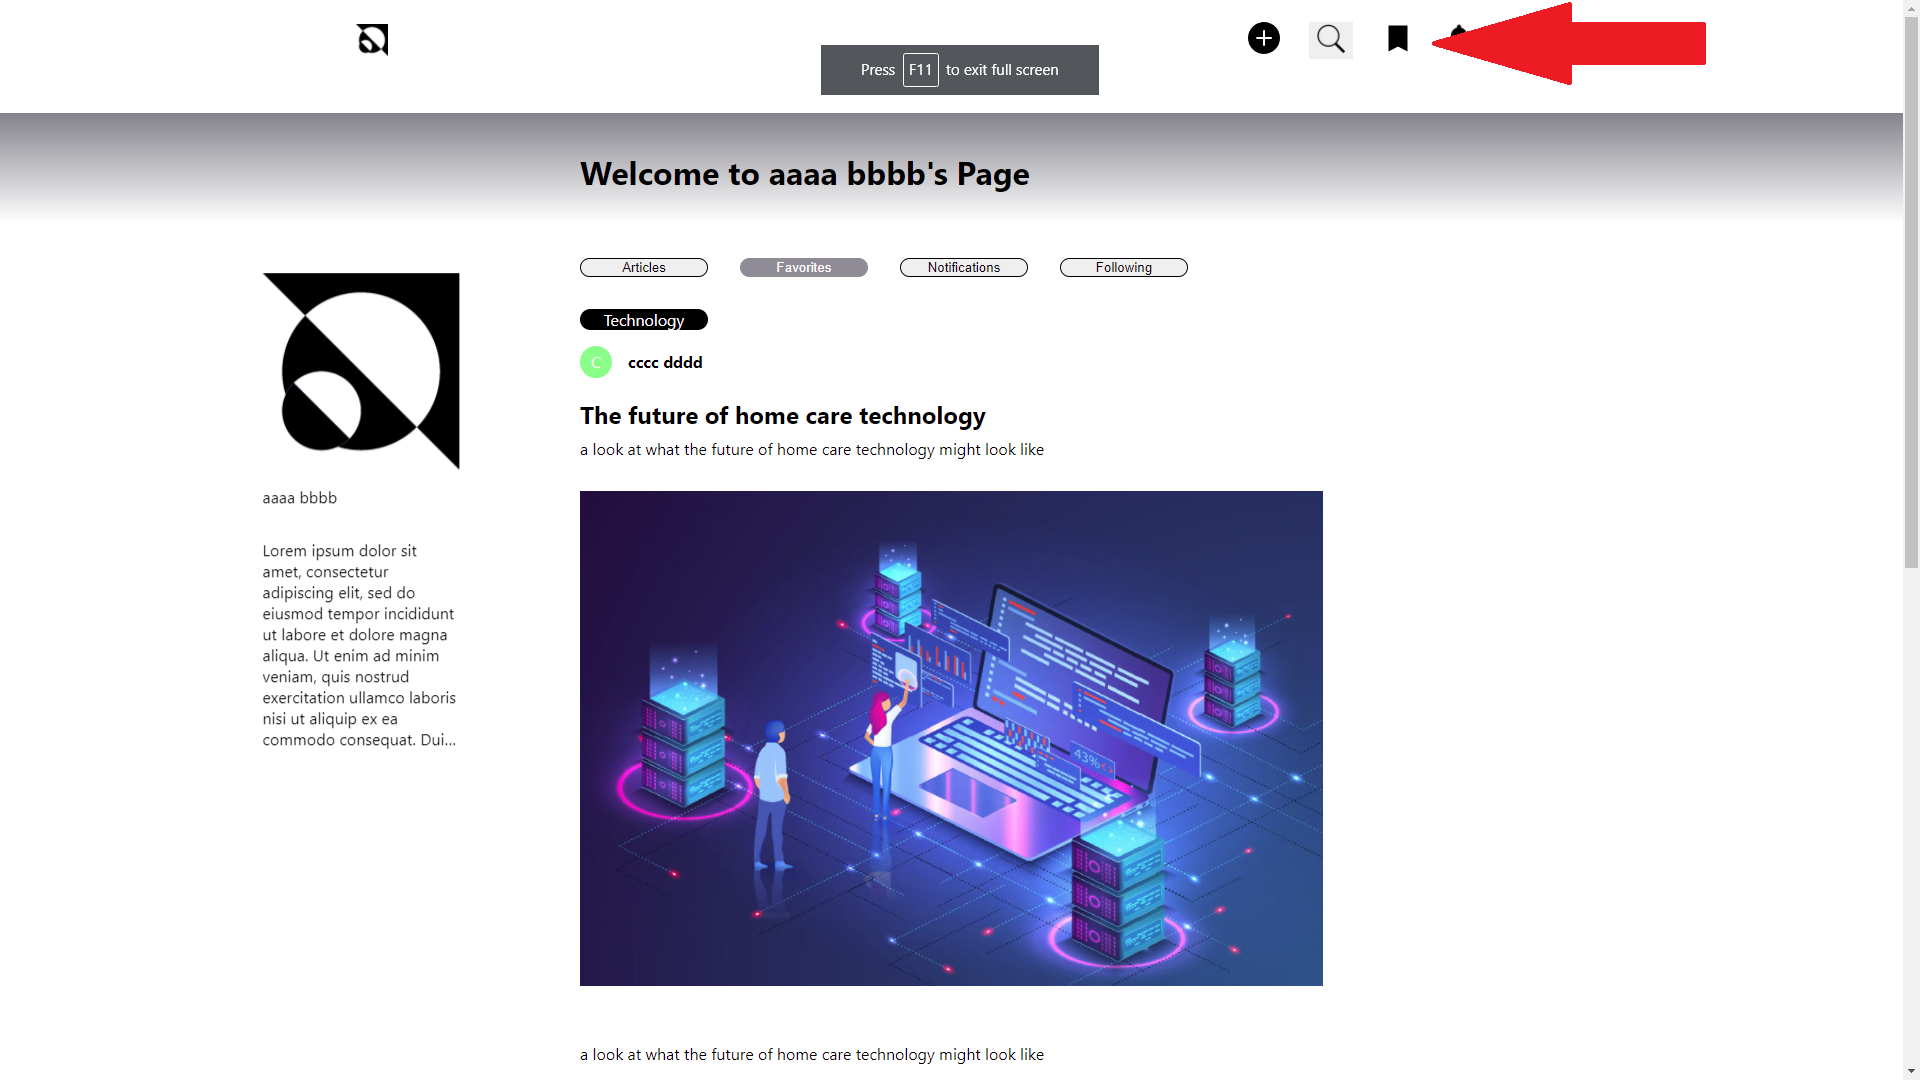 Press F11 to exit full screen
Welcome to aaaa bbbb's Page
Articles Favorites Notifications Following
Technology
C cccc dddd
The future of home care technology
a look at what the future of home care technology might look like
aaaa bbbb
Lorem ipsum dolor sit
amet, consectetur
adipiscing elit, sed do
eiusmod tempor incididunt
ut labore et dolore magna
aliqua. Ut enim ad minim
veniam, quis nostrud
exercitation ullamco laboris
nisi ut aliquip ex ea
commodo consequat. Dui...
43%<>
a look at what the future of home care technology might look like